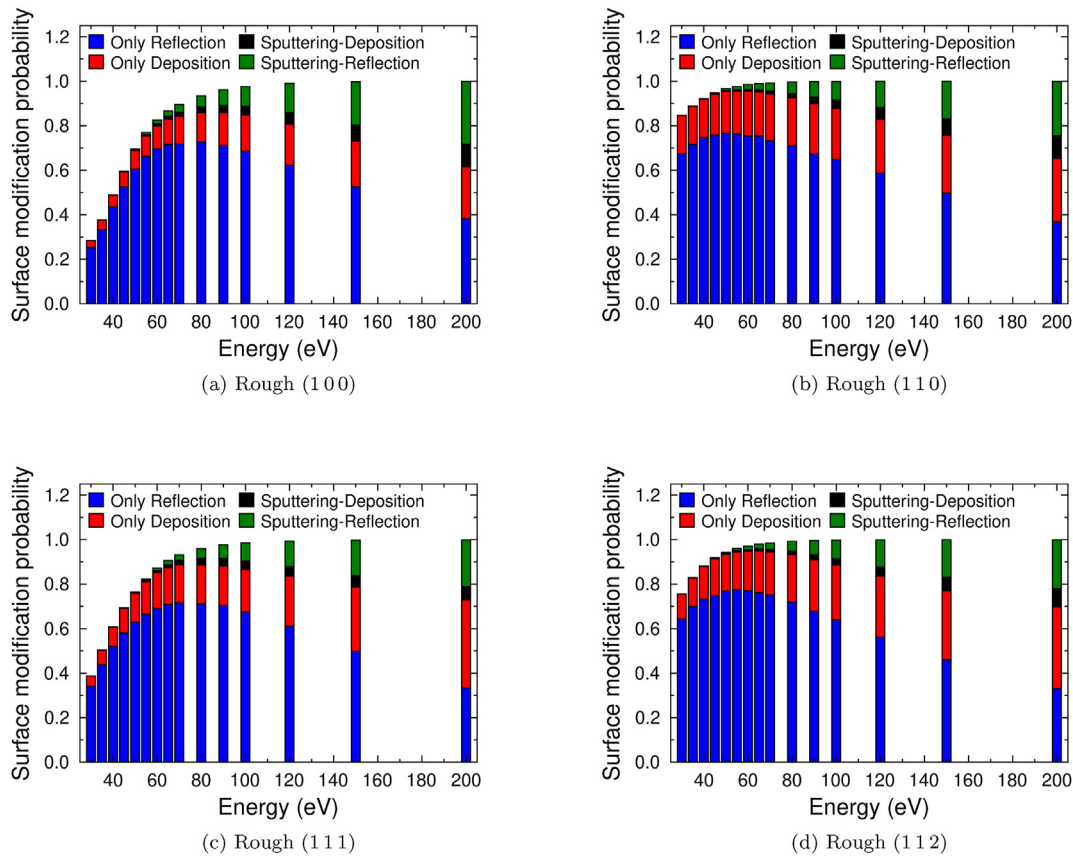 Surface modification probability
1.2
1.0
0.8
0.6
0.4
0.2
0.0
Only Reflection Sputtering-Deposition
Only Deposition Sputtering-Reflection
40 60 80 100 120 140 160 180 200
Energy (eV)
(a) Rough (1 0 0)
Surface modification probability
1.2
1.0
0.8
0.6
0.4
0.2
0.0
Only Reflection Sputtering-Deposition
Only Deposition Sputtering-Reflection
40 60 80 100 120 140 160 180 200
Energy (eV)
(b) Rough (1 1 0)
Surface modification probability
1.2
1.0
0.8
0.6
0.4
0.2
0.0
Only Reflection Sputtering-Deposition
Only Deposition Sputtering-Reflection
40 60 80 100 120 140 160 180 200
Energy (eV)
(c) Rough (1 1 1)
Surface modification probability
1.2
1.0
0.8
0.6
0.4
0.2
0.0
Only Reflection Sputtering-Deposition
Only Deposition Sputtering-Reflection
40 60 80 100 120 140 160 180 200
Energy (eV)
(d) Rough (1 1 2)